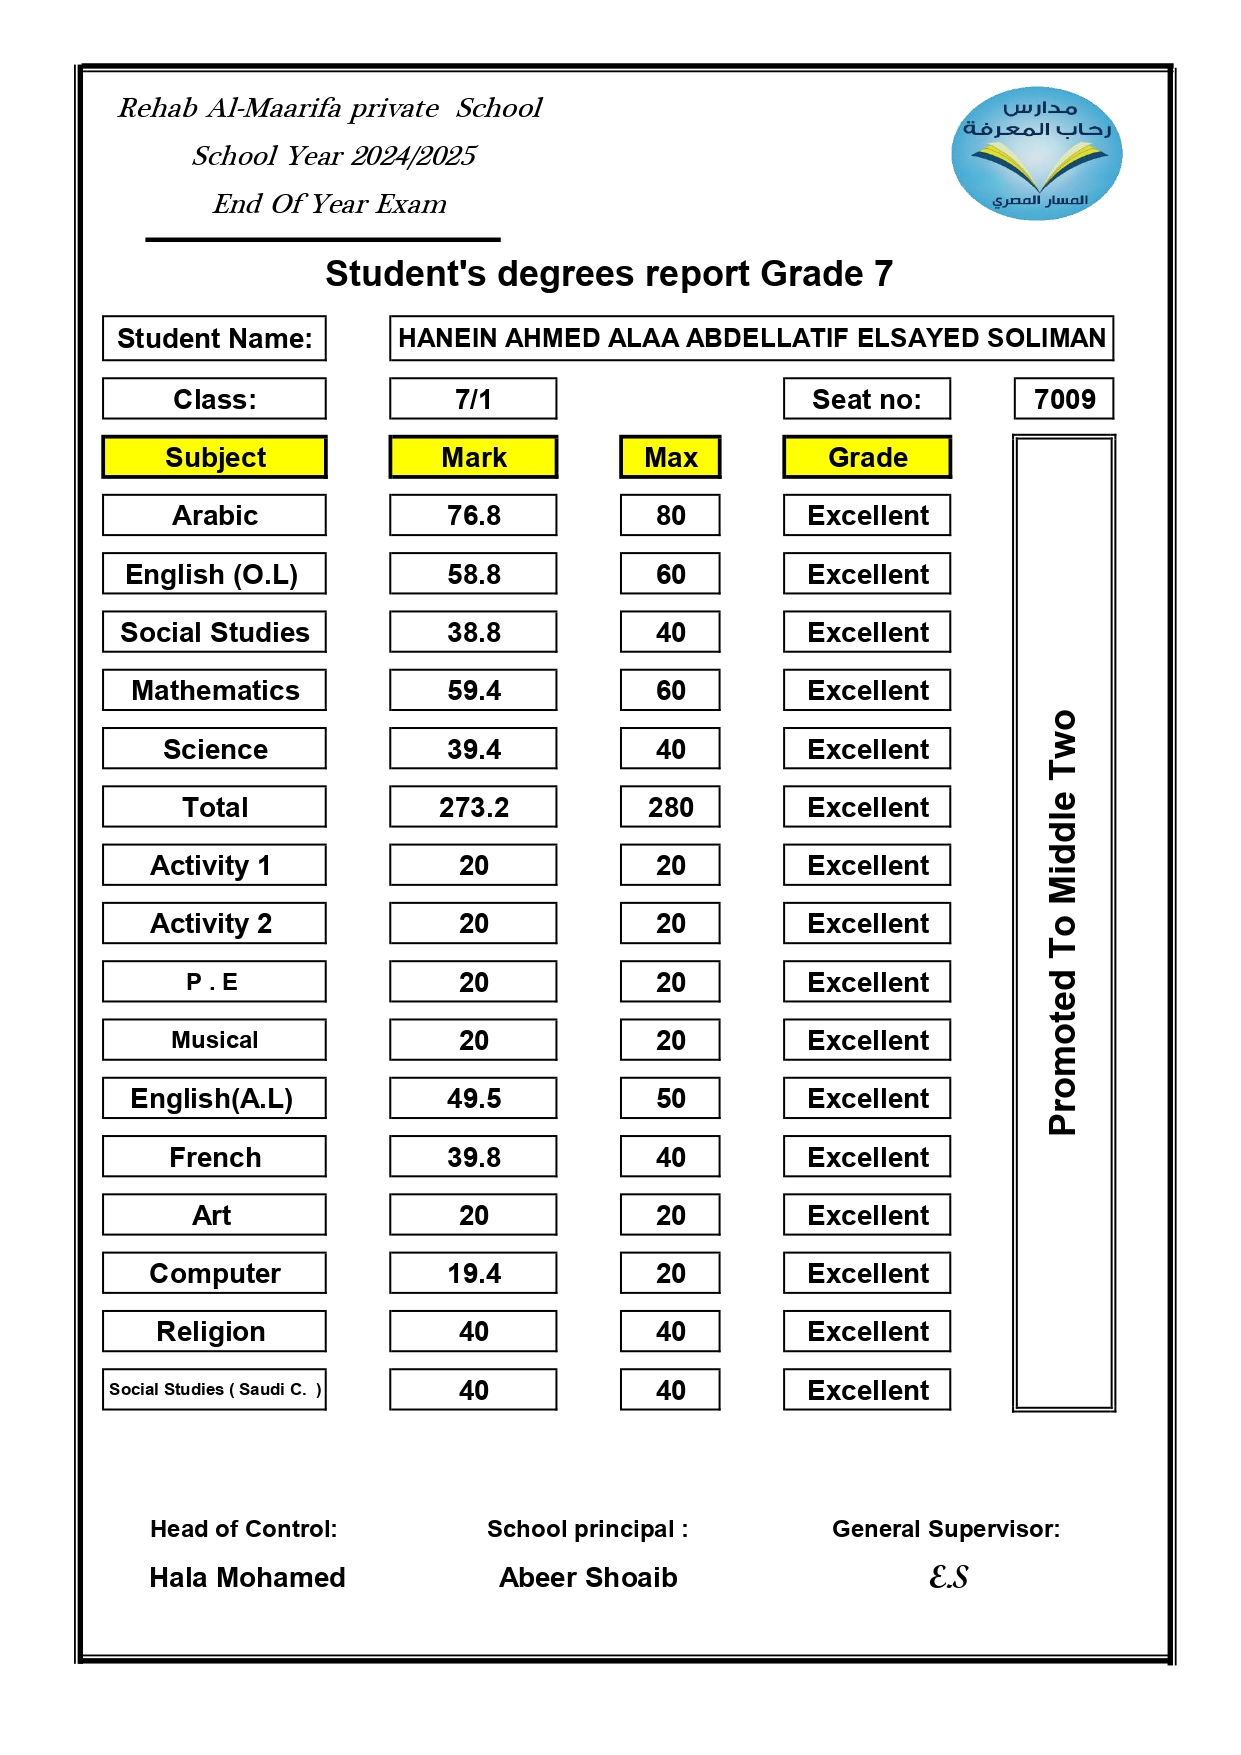 Rehab Al-Maarifa private School
School Year 2024/2025
End Of Year Exam
مدارس
رحاب المعرفة
المسار المصري
Student's degrees report Grade 7
Student Name: HANEIN AHMED ALAA ABDELLATIF ELSAYED SOLIMAN
Class: 7/1 Seat no: 7009
Subject Mark Max Grade
Arabic 76.8 80 Excellent
English (O.L) 58.8 60 Excellent
Social Studies 38.8 40 Excellent
Mathematics 59.4 60 Excellent
Science 39.4 40 Excellent
Total 273.2 280 Excellent
Activity 1 20 20 Excellent
Activity 2 20 20 Excellent
P . E 20 20 Excellent
Musical 20 20 Excellent
English(A.L) 49.5 50 Excellent
French 39.8 40 Excellent
Art 20 20 Excellent
Computer 19.4 20 Excellent
Religion 40 40 Excellent
Social Studies ( Saudi C. ) 40 40 Excellent
Promoted To Middle Two
Head of Control: School principal : General Supervisor:
Hala Mohamed Abeer Shoaib E.S